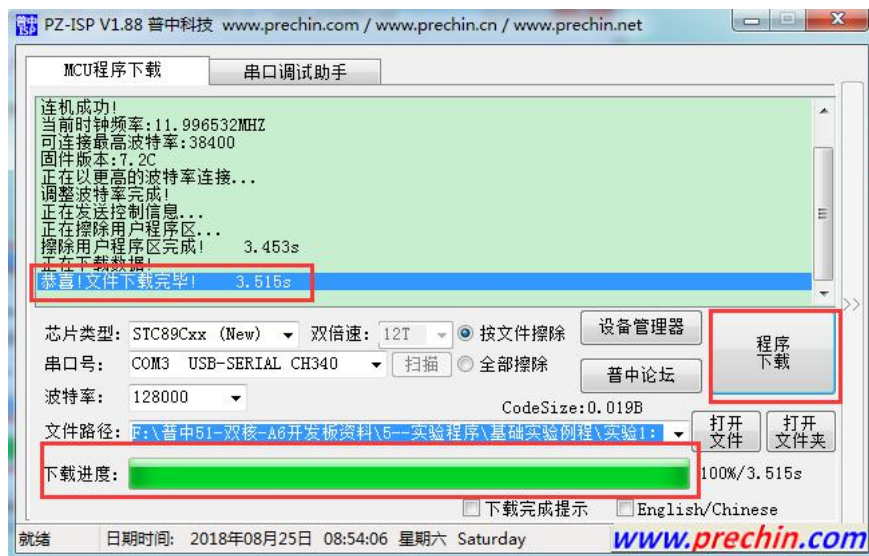 PZ-ISP V1.88 普中科技 www.prechin.com / www.prechin.cn / www.prechin.net
MCU程序下载 串口调试助手
连机成功!
当前时钟频率:11.996532MHZ
可连接最高波特率:38400
固件版本:7.2C
正在以更高的波特率连接...
调整波特率完成!
正在发送控制信息...
正在擦除用户程序区...
擦除用户程序区完成! 3.453s
正在下载数据!
恭喜!文件下载完毕! 3.515s
芯片类型: STC89Cxx (New) 双倍速: 12T 按文件擦除 设备管理器 程序
下载
串口号: COM3 USB-SERIAL CH340 扫描 全部擦除 普中论坛
波特率: 128000
CodeSize:0.019B
文件路径: F:\普中51-双核-A6开发板资料\5--实验程序\基础实验例程\实验1: 打开
文件 打开
文件夹
下载进度: 100%/3.515s
下载完成提示 English/Chinese
就绪 日期时间: 2018年08月25日 08:54:06 星期六 Saturday www.prechin.com